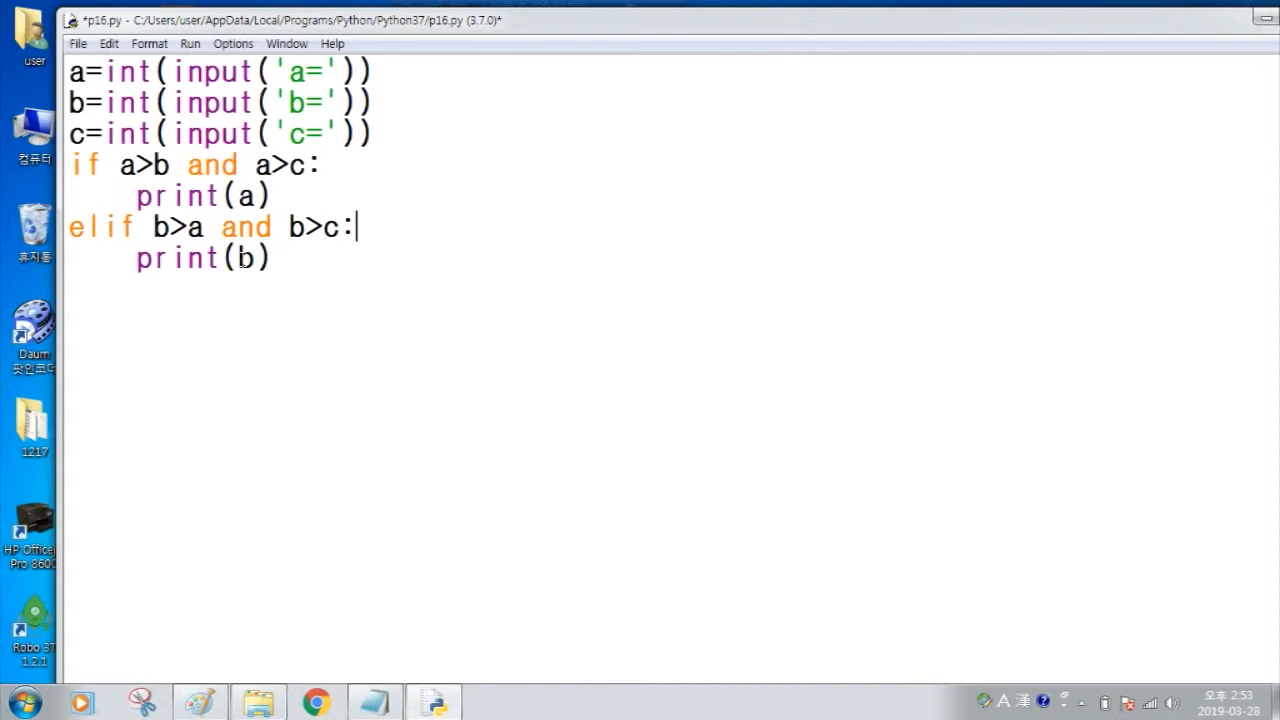 *p16.py - C:/Users/user/AppData/Local/Programs/Python/Python37/p16.py (3.7.0)*
File Edit Format Run Options Window Help
a=int(input('a='))
b=int(input('b='))
c=int(input('c='))
if a>b and a>c:
    print(a)
elif b>a and b>c:
    print(b)
user
컴퓨터
휴지통
Daum
팟인코더
1217
HP Officej
Pro 8600
Robo 3T
1.2.1
A 漢
오후 2:53
2019-03-28